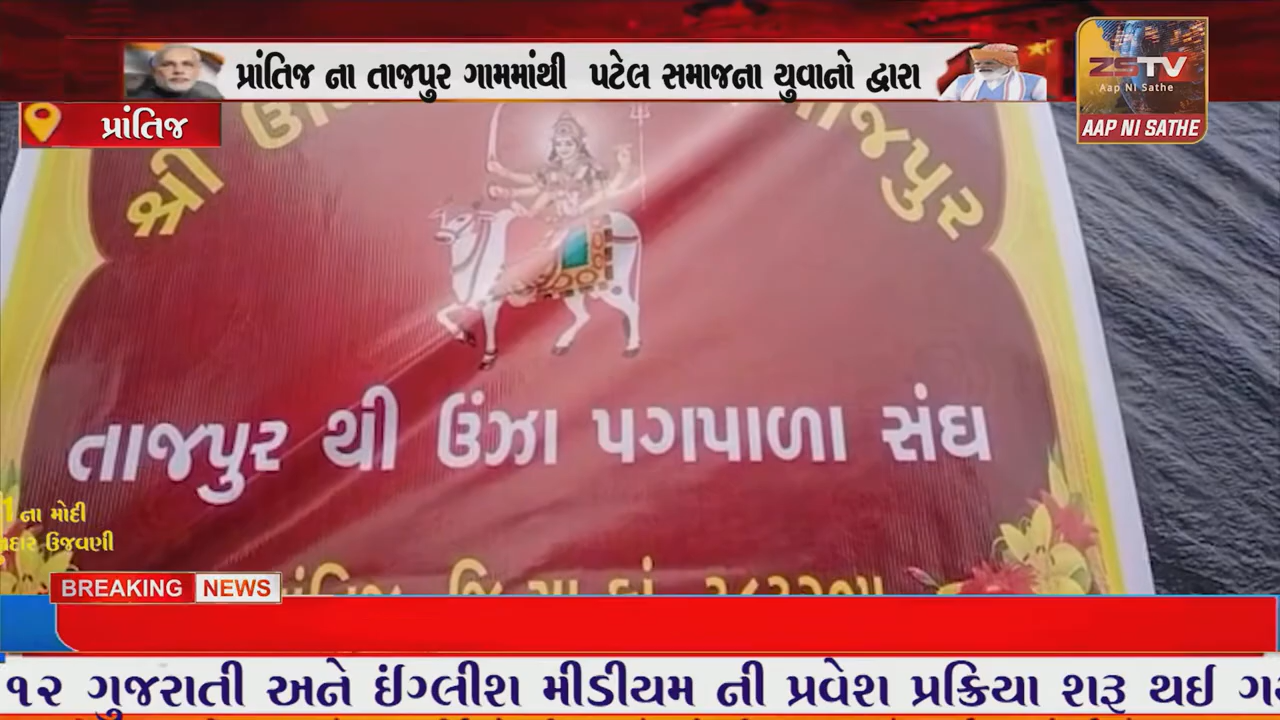 પ્રાંતિજ ના તાજપુર ગામમાંથી પટેલ સમાજના યુવાનો દ્વારા
ZSTV
Aap Ni Sathe
AAP NI SATHE
પ્રાંતિજ
શ્રી
તાજપુર થી ઉંઝા પગપાળા સંઘ
ના મોદી
ઉજવણી
BREAKING NEWS
૧૨ ગુજરાતી અને ઈંગ્લીશ મીડીયમ ની પ્રવેશ પ્રક્રિયા શરૂ થઈ